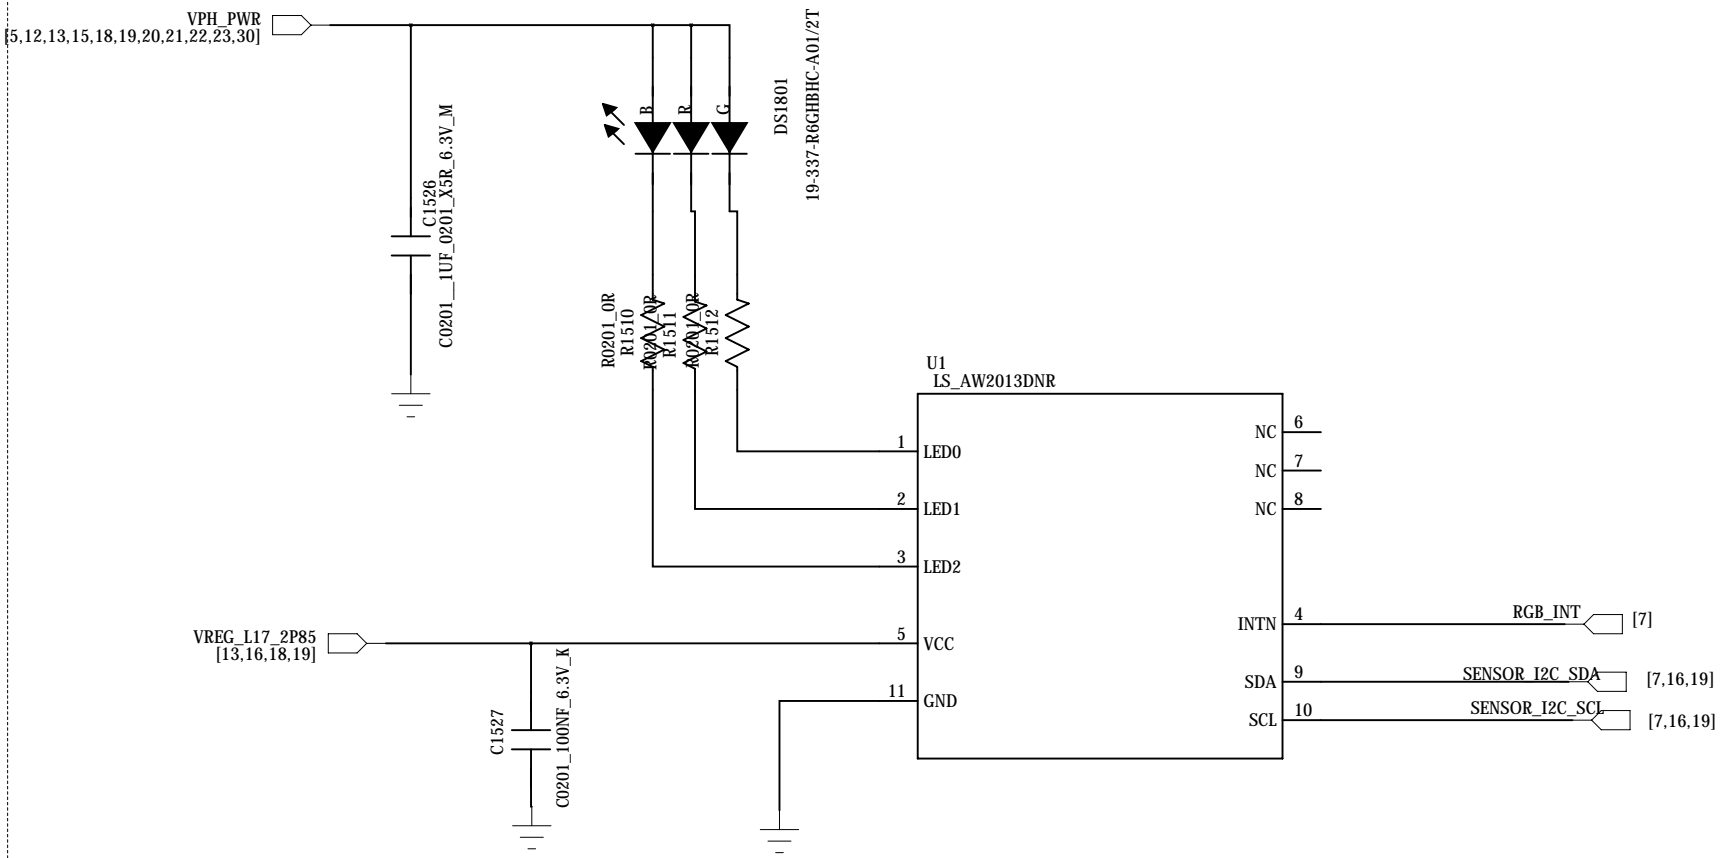 VPH_PWR
[5,12,13,15,18,19,20,21,22,23,30]
B
R
G
DS1801
19-337-R6GHBHC-A01/2T
C1526
C0201__1UF_0201_X5R_6.3V_M
R0201_0R
R1510
R0201_0R
R1511
R0201_0R
R1512
U1
LS_AW2013DNR
1
LED0
2
LED1
3
LED2
5
VCC
11
GND
NC
6
NC
7
NC
8
INTN
4
SDA
9
SCL
10
RGB_INT
[7]
SENSOR_I2C_SDA
[7,16,19]
SENSOR_I2C_SCL
[7,16,19]
VREG_L17_2P85
[13,16,18,19]
C1527
C0201_100NF_6.3V_K